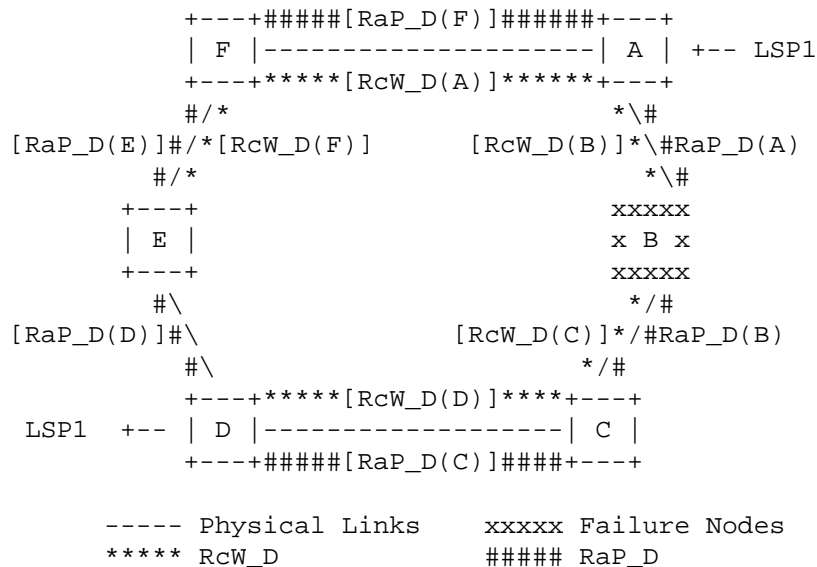 +---+#####[RaP_D(F)]######+---+
| F |---------------------| A | +-- LSP1
+---+*****[RcW_D(A)]******+---+
#/* *\#
[RaP_D(E)]#/*[RcW_D(F)] [RcW_D(B)]*\#RaP_D(A)
#/* *\#
+---+ xxxxx
| E | x B x
+---+ xxxxx
#\ */#
[RaP_D(D)]#\ [RcW_D(C)]*/#RaP_D(B)
#\ */#
+---+*****[RcW_D(D)]****+---+
LSP1 +-- | D |-------------------| C |
+---+#####[RaP_D(C)]####+---+
----- Physical Links xxxxx Failure Nodes
***** RcW_D ##### RaP_D